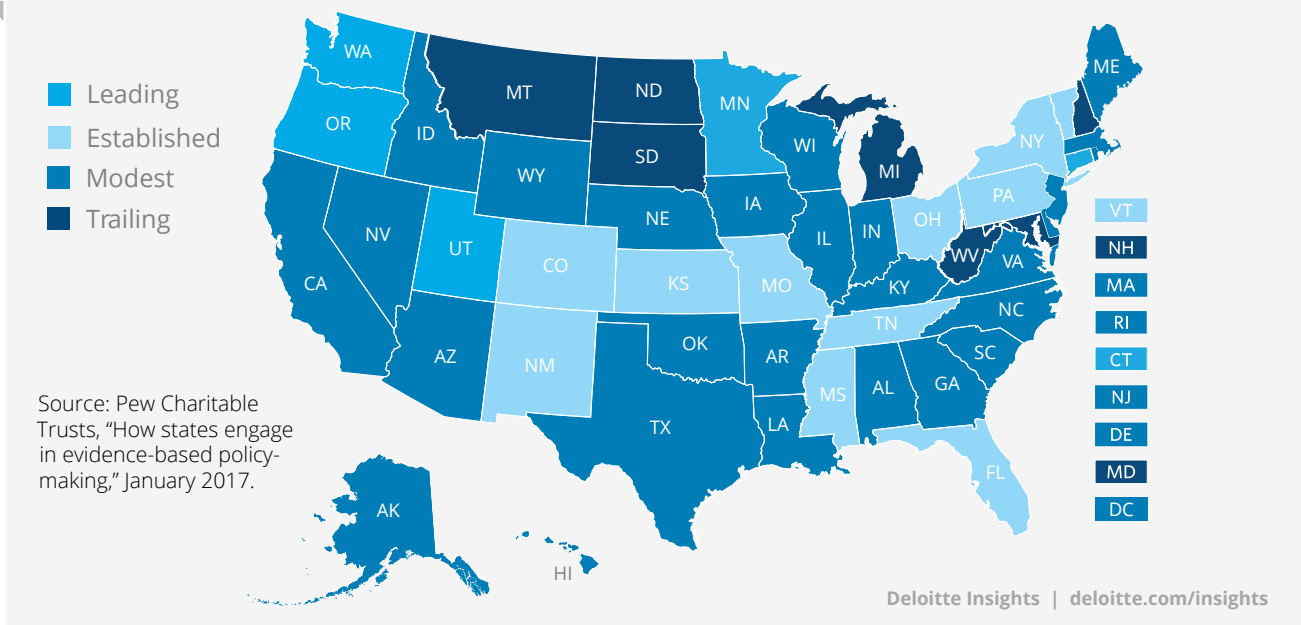 Leading
Established
Modest
Trailing
WA
OR
ID
MT
ND
SD
MN
WI
MI
ME
NY
WY
NE
IA
PA
OH
NV
UT
CO
KS
MO
IL
IN
KY
WV
VA
CA
AZ
NM
OK
AR
TN
NC
SC
TX
LA
MS
AL
GA
FL
AK
HI
VT
NH
MA
RI
CT
NJ
DE
MD
DC
Source: Pew Charitable
Trusts, “How states engage
in evidence-based policy-
making,” January 2017.
Deloitte Insights | deloitte.com/insights